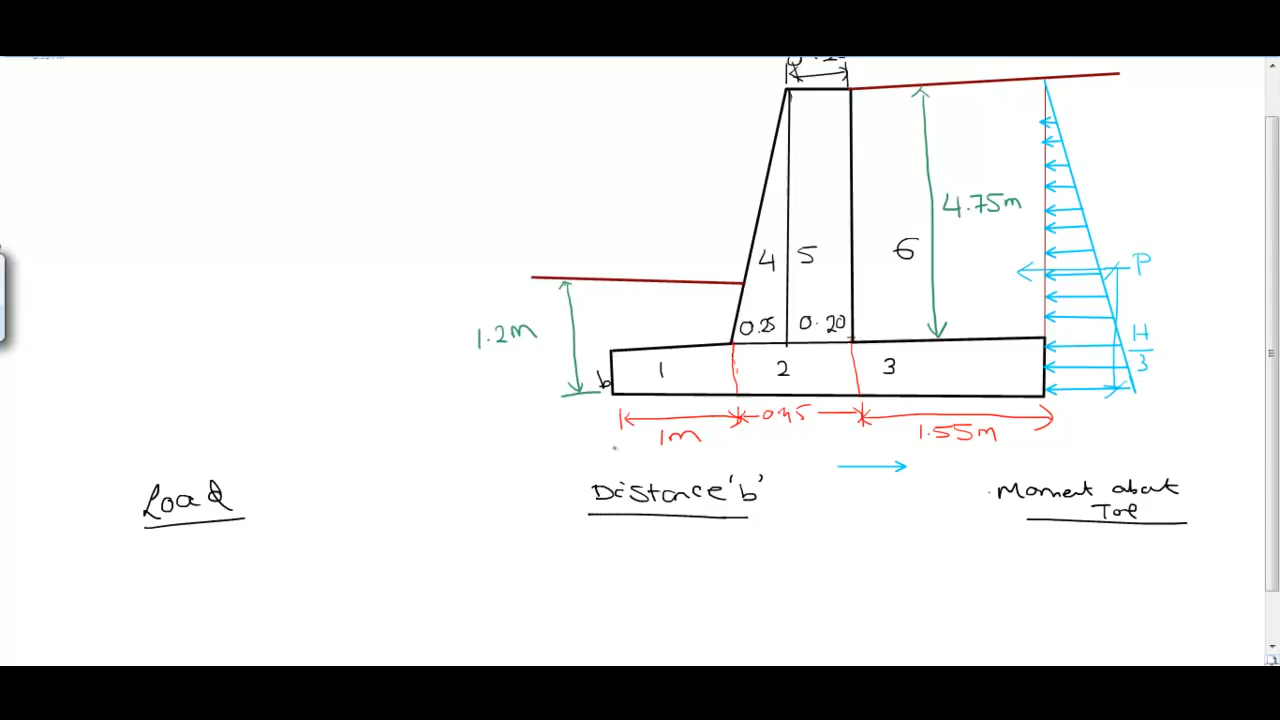 4.75m
P
4 5 6
1.2m
0.25 0.20
H
3
b
1 2 3
0.45
1m
1.55m
Load
Distance 'b'
Moment about
Toe